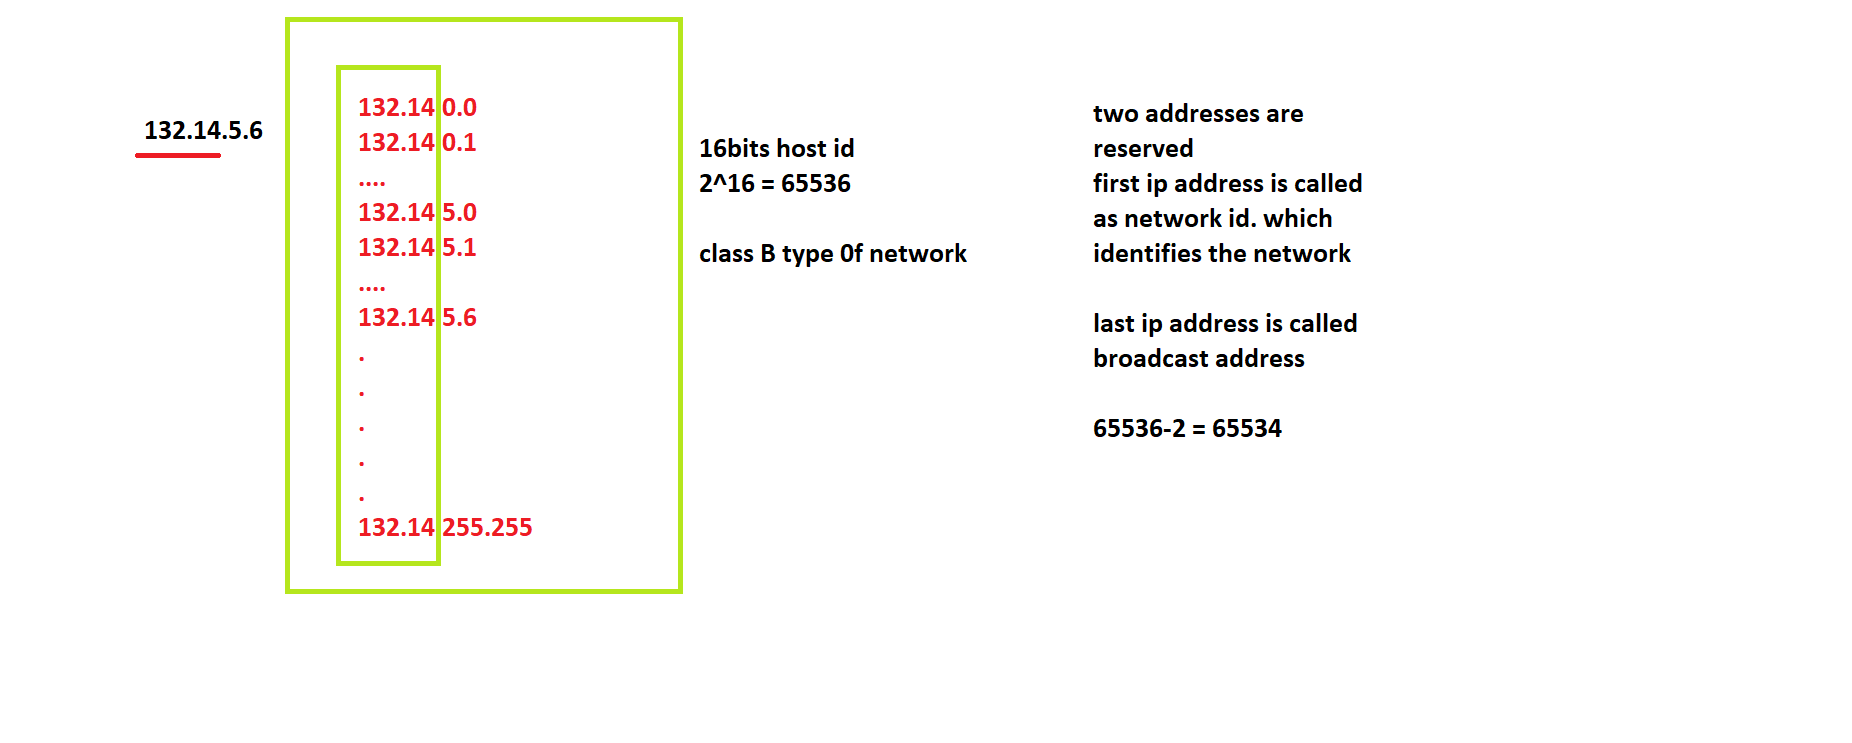 132.14.5.6
132.14.0.0
132.14.0.1
....
132.14.5.0
132.14.5.1
....
132.14.5.6
.
.
.
.
.
132.14.255.255
16bits host id
2^16 = 65536
class B type 0f network
two addresses are
reserved
first ip address is called
as network id. which
identifies the network
last ip address is called
broadcast address
65536-2 = 65534